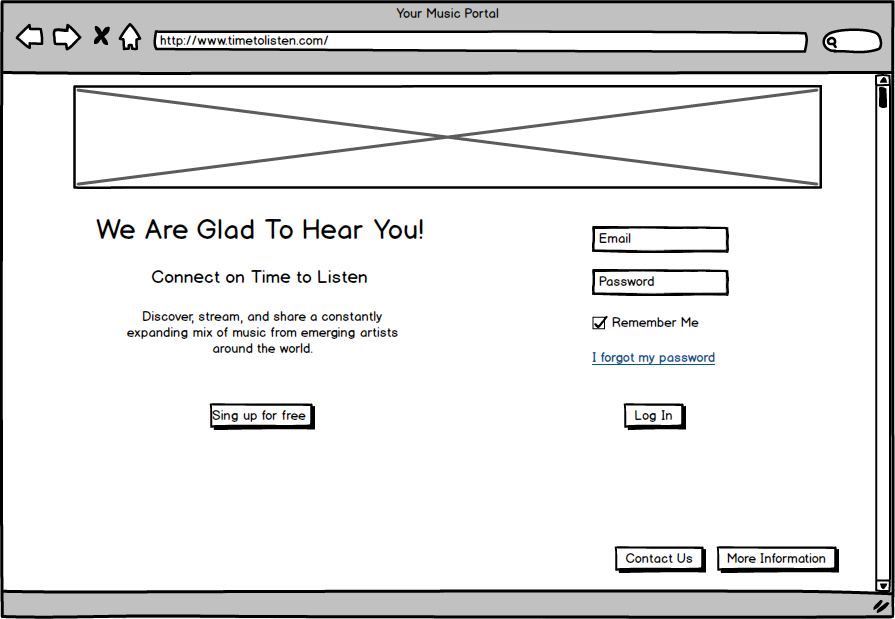 Your Music Portal
http://www.timetolisten.com/
We Are Glad To Hear You!
Connect on Time to Listen
Discover, stream, and share a constantly
expanding mix of music from emerging artists
around the world.
Sing up for free
Email
Password
Remember Me
I forgot my password
Log In
Contact Us
More Information